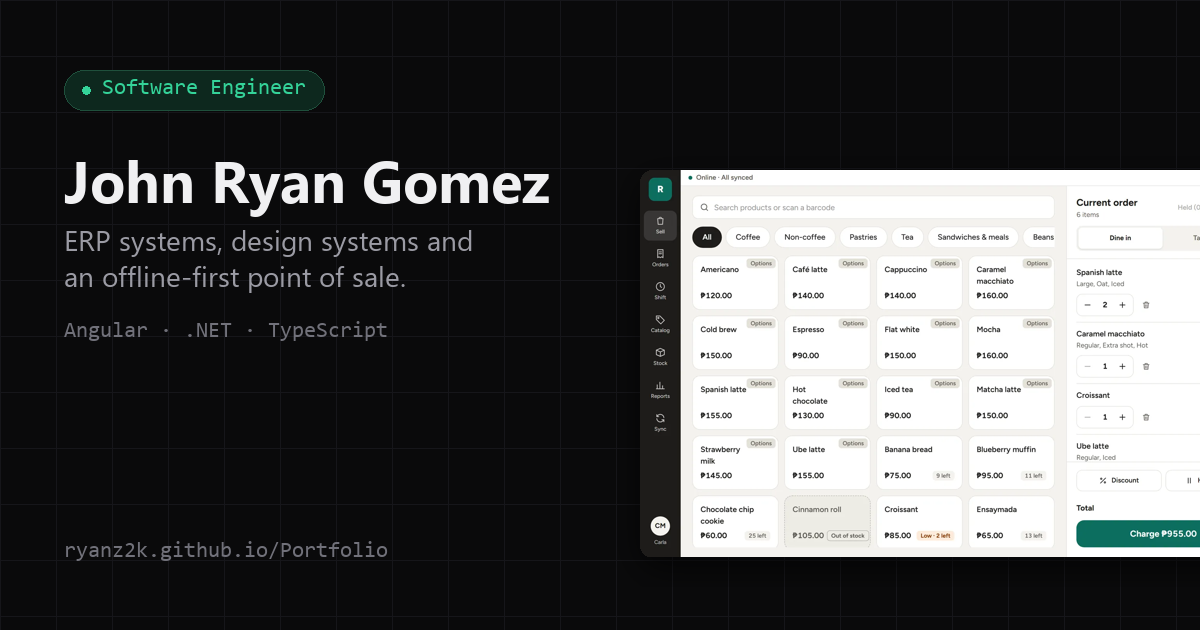 Software Engineer
John Ryan Gomez
ERP systems, design systems and
an offline-first point of sale.
Angular · .NET · TypeScript
ryanz2k.github.io/Portfolio
R
Sell
Orders
Shift
Catalog
Stock
Reports
Sync
CM
Carla
Online · All synced
Search products or scan a barcode
All Coffee Non-coffee Pastries Tea Sandwiches & meals Beans
Americano Options Café latte Options Cappuccino Options Caramel Options
macchiato
₱120.00 ₱140.00 ₱140.00 ₱160.00
Cold brew Options Espresso Options Flat white Options Mocha Options
₱150.00 ₱90.00 ₱150.00 ₱160.00
Spanish latte Options Hot Options Iced tea Options Matcha latte Options
chocolate
₱155.00 ₱130.00 ₱90.00 ₱150.00
Strawberry Options Ube latte Options Banana bread Blueberry muffin
milk
₱145.00 ₱155.00 ₱75.00 9 left ₱95.00 11 left
Chocolate chip Cinnamon roll Croissant Ensaymada
cookie
₱60.00 25 left ₱105.00 Out of stock ₱85.00 Low · 2 left ₱65.00 13 left
Current order
6 items
Held (0
Dine in Ta
Spanish latte
Large, Oat, Iced
2
Caramel macchiato
Regular, Extra shot, Hot
1
Croissant
1
Ube latte
Regular, Iced
Discount
Total
Charge ₱955.00